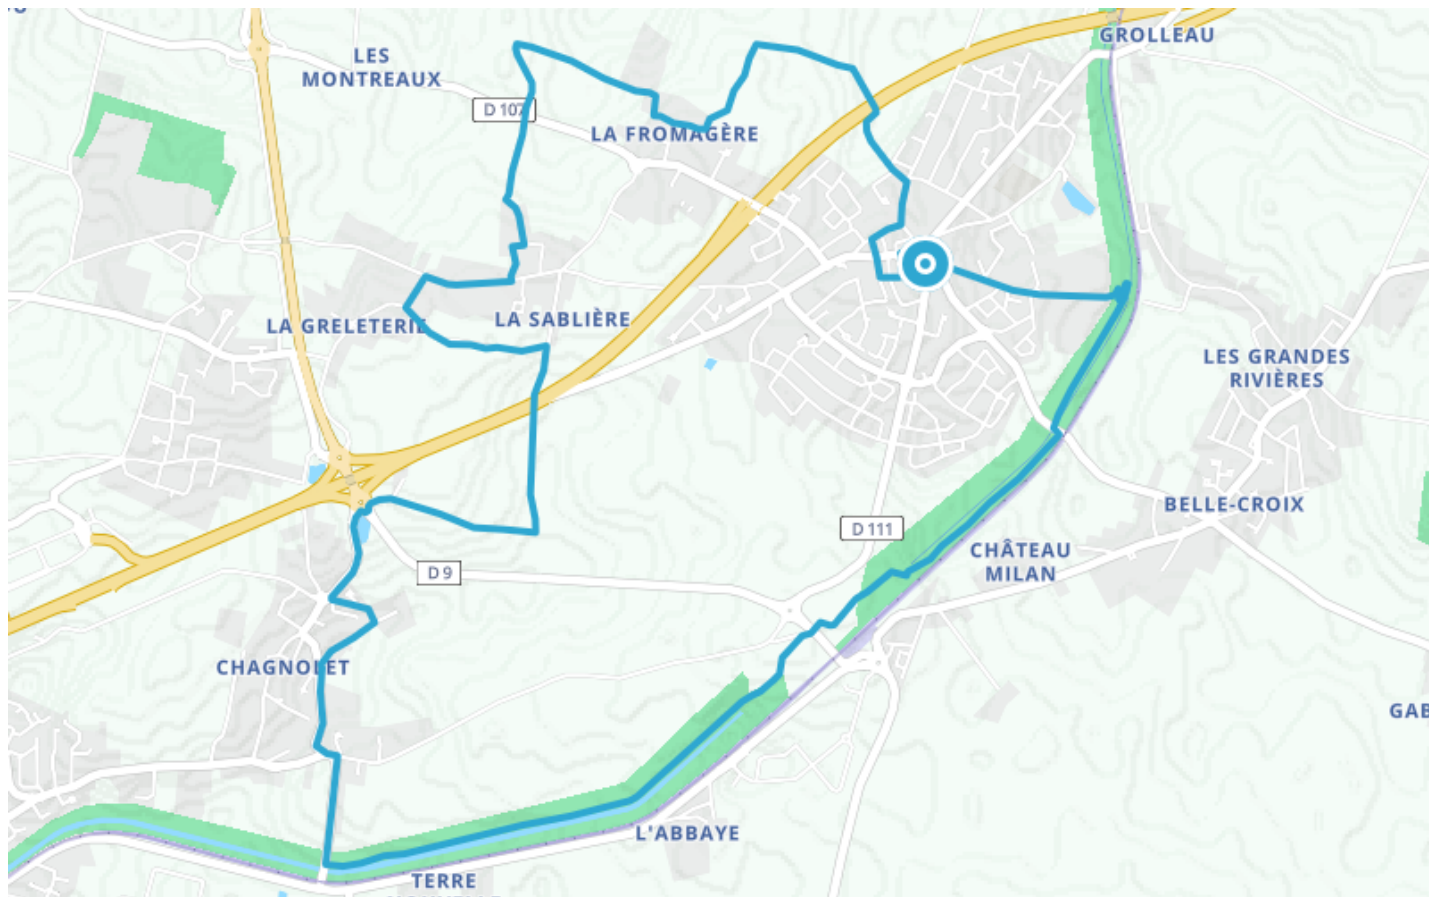 GROLLEAU
LES
MONTREAUX
D 107
LA FROMAGÈRE
LA GRELETERIE
LA SABLIÈRE
LES GRANDES
RIVIÈRES
BELLE-CROIX
D 111
CHÂTEAU
MILAN
D 9
CHAGNOLET
GAB
L'ABBAYE
TERRE